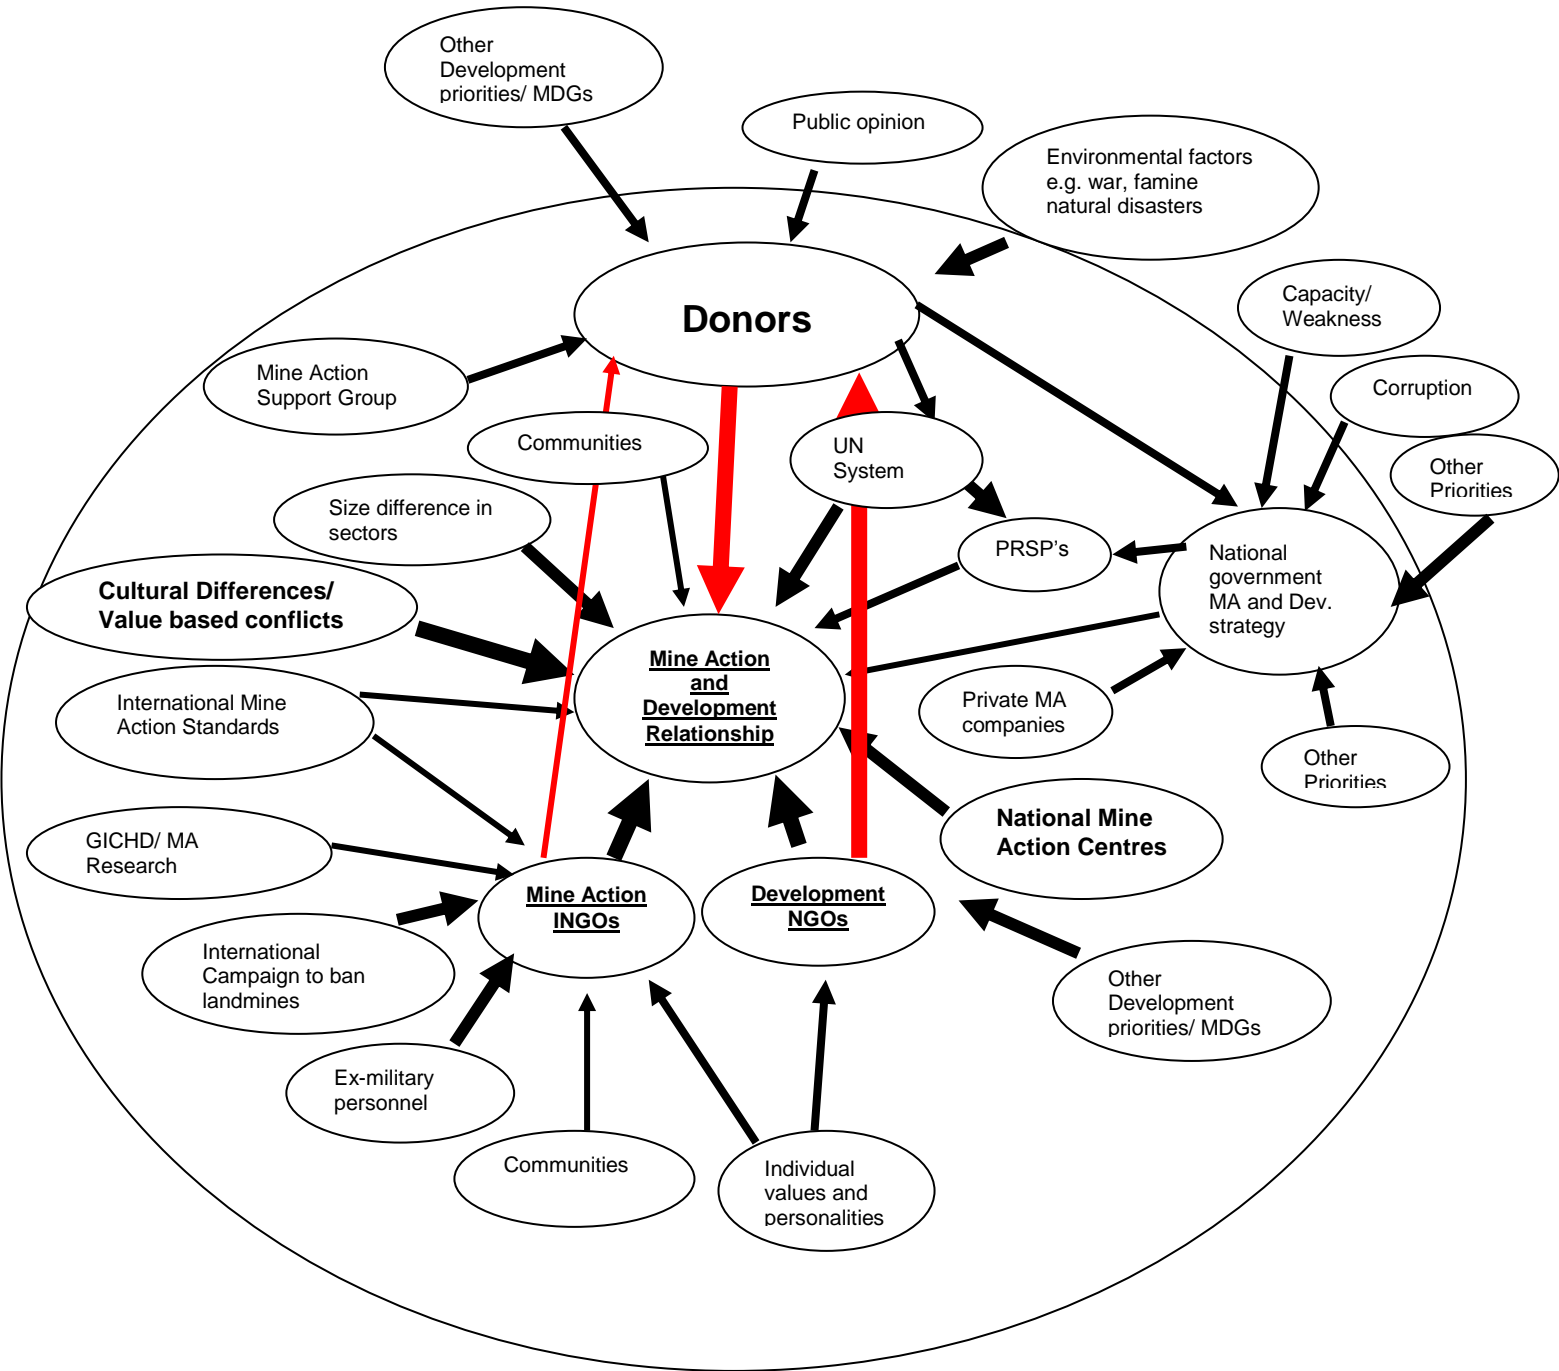 Other
Development
priorities/ MDGs
Public opinion
Environmental factors
e.g. war, famine
natural disasters
Donors
Capacity/
Weakness
Mine Action
Support Group
Corruption
Communities
UN
System
Other
Priorities
Size difference in
sectors
PRSP's
National
government
MA and Dev.
strategy
Cultural Differences/
Value based conflicts
Mine Action
and
Development
Relationship
International Mine
Action Standards
Private MA
companies
Other
Priorities
National Mine
Action Centres
GICHD/ MA
Research
Mine Action
INGOs
Development
NGOs
International
Campaign to ban
landmines
Other
Development
priorities/ MDGs
Ex-military
personnel
Communities
Individual
values and
personalities